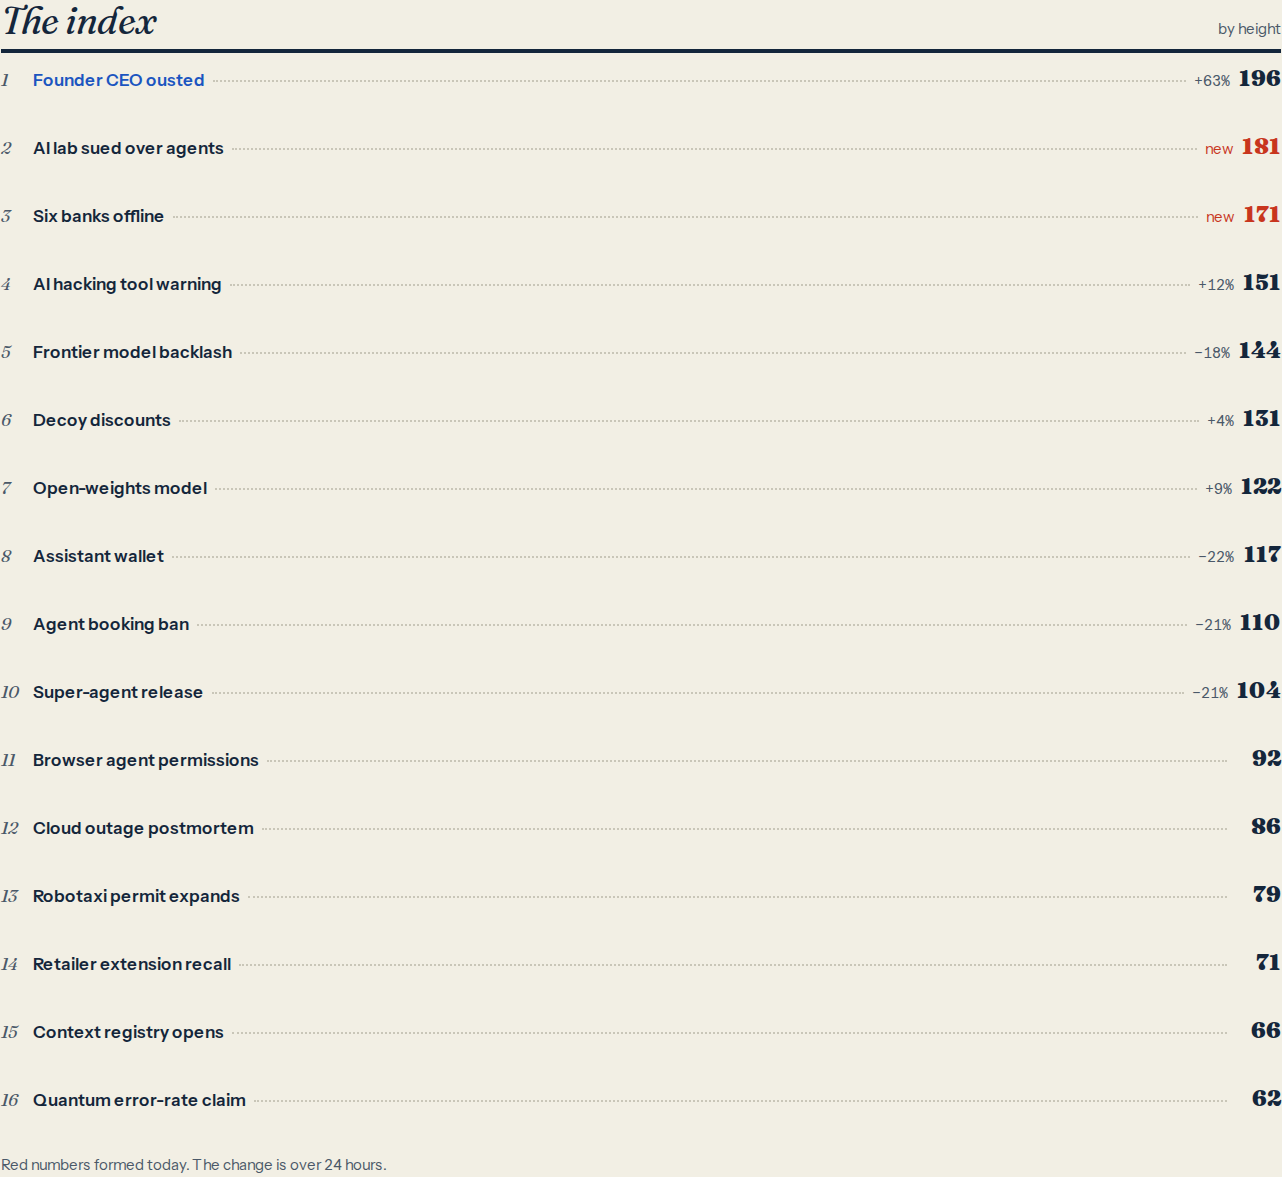 The index
by height
1 Founder CEO ousted +63% 196
2 AI lab sued over agents new 181
3 Six banks offline new 171
4 AI hacking tool warning +12% 151
5 Frontier model backlash −18% 144
6 Decoy discounts +4% 131
7 Open-weights model +9% 122
8 Assistant wallet −22% 117
9 Agent booking ban −21% 110
10 Super-agent release −21% 104
11 Browser agent permissions 92
12 Cloud outage postmortem 86
13 Robotaxi permit expands 79
14 Retailer extension recall 71
15 Context registry opens 66
16 Quantum error-rate claim 62
Red numbers formed today. The change is over 24 hours.